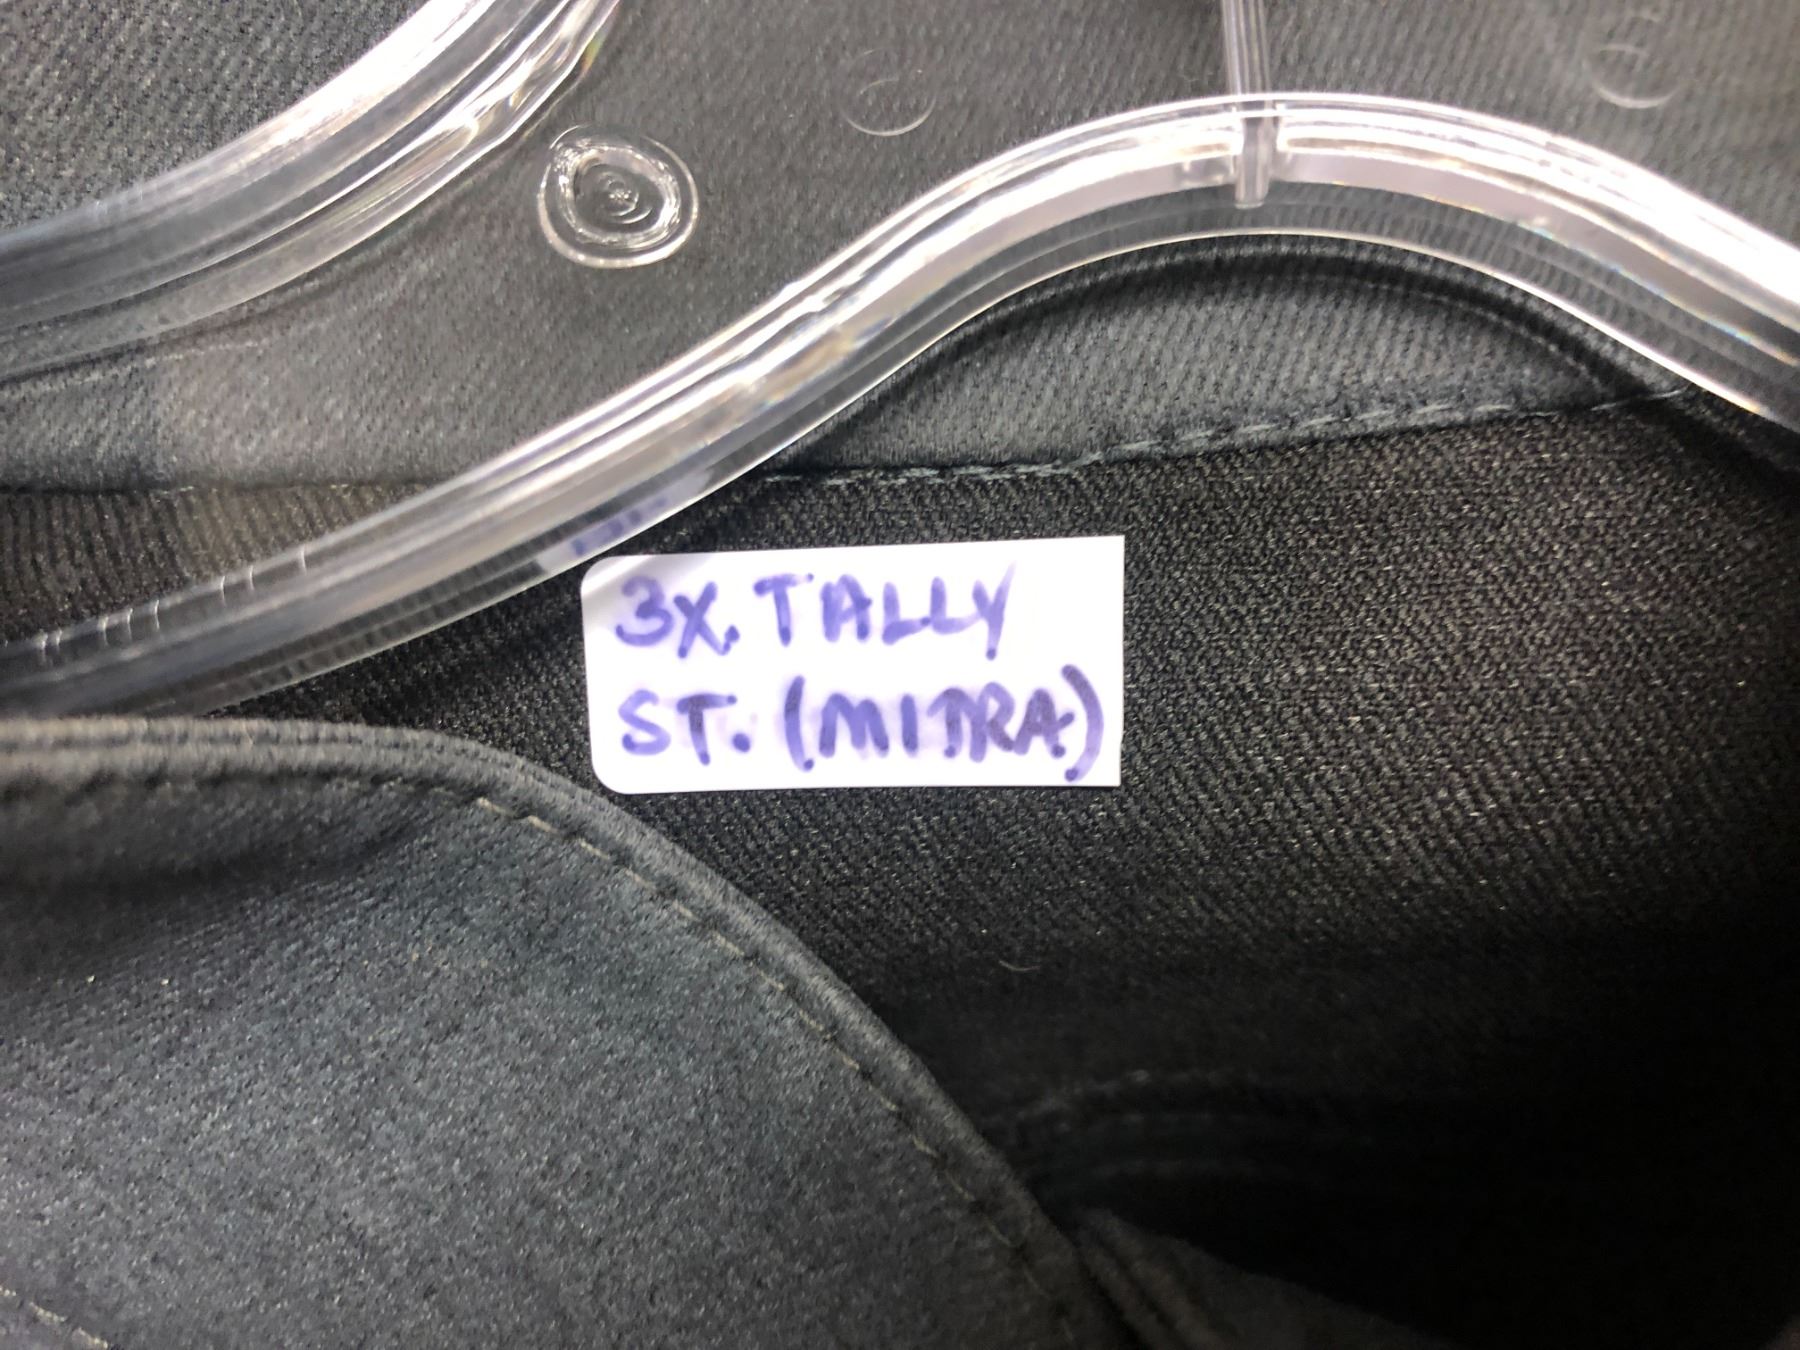 3X. TALLY
ST. (MITRA)